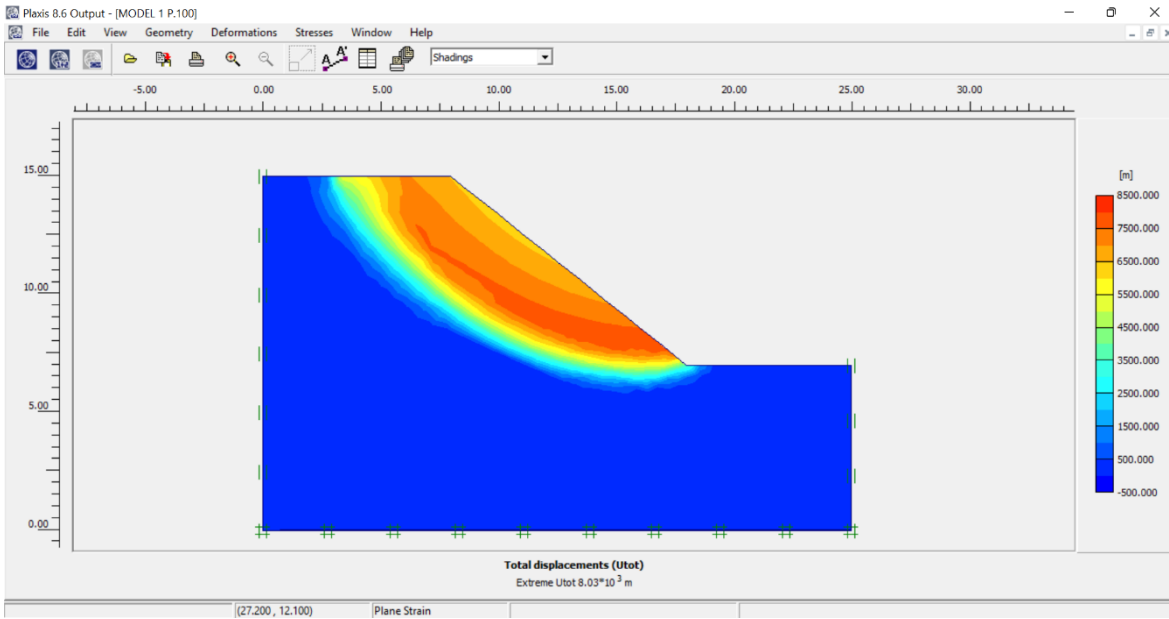 Plaxis 8.6 Output - [MODEL 1 P.100]
File Edit View Geometry Deformations Stresses Window Help
Shadings
-5.00 0.00 5.00 10.00 15.00 20.00 25.00 30.00
15.00
10.00
5.00
0.00
[m]
8500.000
7500.000
6500.000
5500.000
4500.000
3500.000
2500.000
1500.000
500.000
-500.000
Total displacements (Utot)
Extreme Utot 8.03*10 3 m
(27.200 , 12.100) Plane Strain